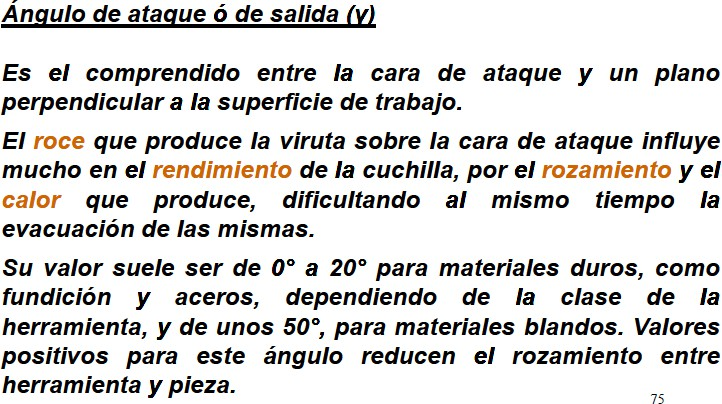 Ángulo de ataque ó de salida (γ)
Es el comprendido entre la cara de ataque y un plano
perpendicular a la superficie de trabajo.
El roce que produce la viruta sobre la cara de ataque influye
mucho en el rendimiento de la cuchilla, por el rozamiento y el
calor que produce, dificultando al mismo tiempo la
evacuación de las mismas.
Su valor suele ser de 0° a 20° para materiales duros, como
fundición y aceros, dependiendo de la clase de la
herramienta, y de unos 50°, para materiales blandos. Valores
positivos para este ángulo reducen el rozamiento entre
herramienta y pieza.
75